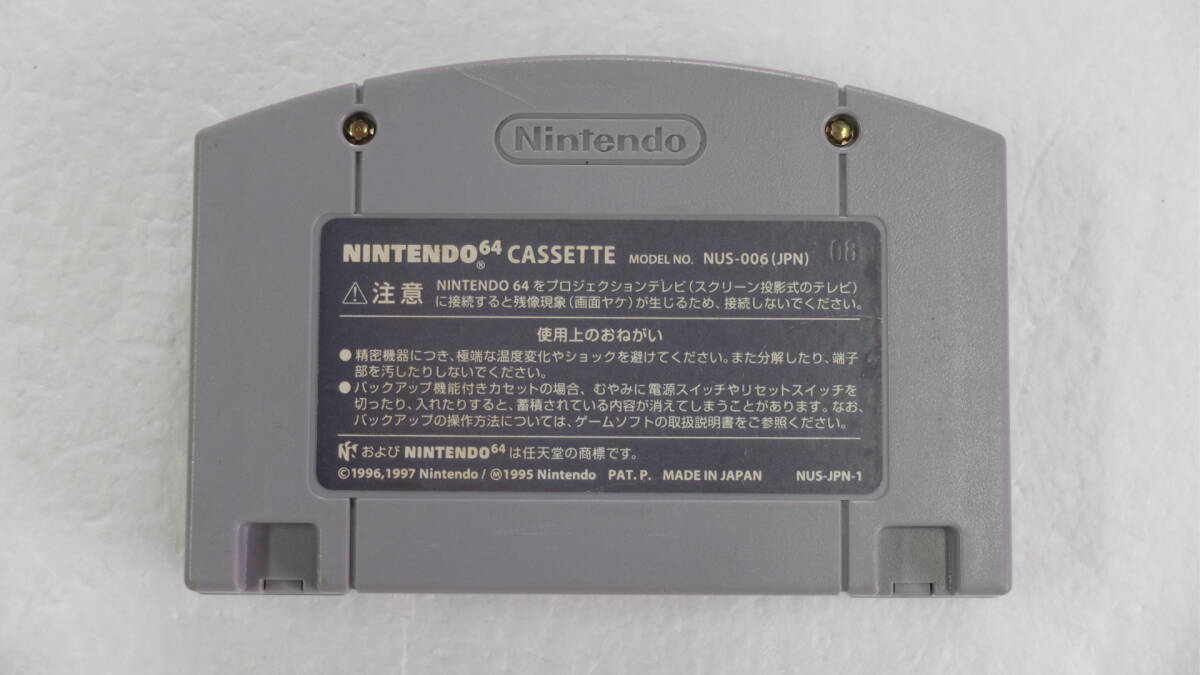 Nintendo
NINTENDO64® CASSETTE MODEL NO. NUS-006(JPN) 08
注意 NINTENDO 64をプロジェクションテレビ(スクリーン投影式のテレビ)
に接続すると残像現象(画面ヤケ)が生じるため、接続しないでください。
使用上のおねがい
●精密機器につき、極端な温度変化やショックを避けてください。また分解したり、端子
部を汚したりしないでください。
●バックアップ機能付きカセットの場合、むやみに電源スイッチやリセットスイッチを
切ったり、入れたりすると、蓄積されている内容が消えてしまうことがあります。なお、
バックアップの操作方法については、ゲームソフトの取扱説明書をご参照ください。
および NINTENDO64 は任天堂の商標です。
©1996,1997 Nintendo/Ⓜ1995 Nintendo PAT. P. MADE IN JAPAN NUS-JPN-1